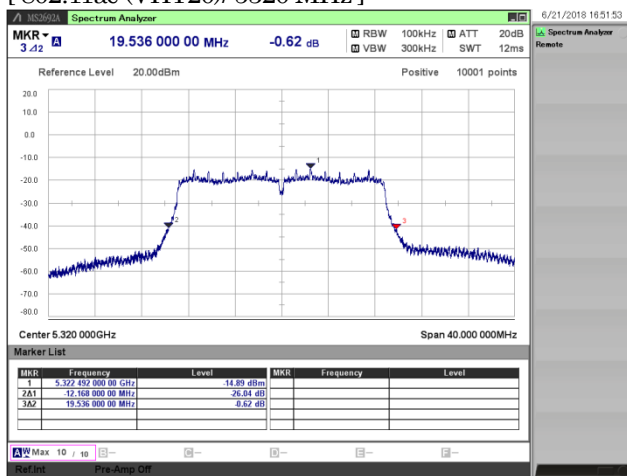 [ 802.11ac (VHT20), 5320 MHz ]
MS2692A Spectrum Analyzer
6/21/2018 16:51:53
MKR 3 Δ2 A 19.536 000 00 MHz -0.62 dB M RBW 100kHz M ATT 20dB
M VBW 300kHz SWT 12ms
Spectrum Analyzer
Remote
Reference Level 20.00dBm Positive 10001 points
20.0
10.0
0.0
-10.0
-20.0
-30.0
-40.0
-50.0
-60.0
-70.0
-80.0
1
2
3
Center 5.320 000GHz Span 40.000 000MHz
Marker List
MKR Frequency Level MKR Frequency Level
1 5.322 492 000 00 GHz -14.89 dBm
2Δ1 -12.168 000 00 MHz -26.04 dB
3Δ2 19.536 000 00 MHz -0.62 dB
A W Max 10 / 10 B— C— D— E— F—
Ref.Int Pre-Amp Off